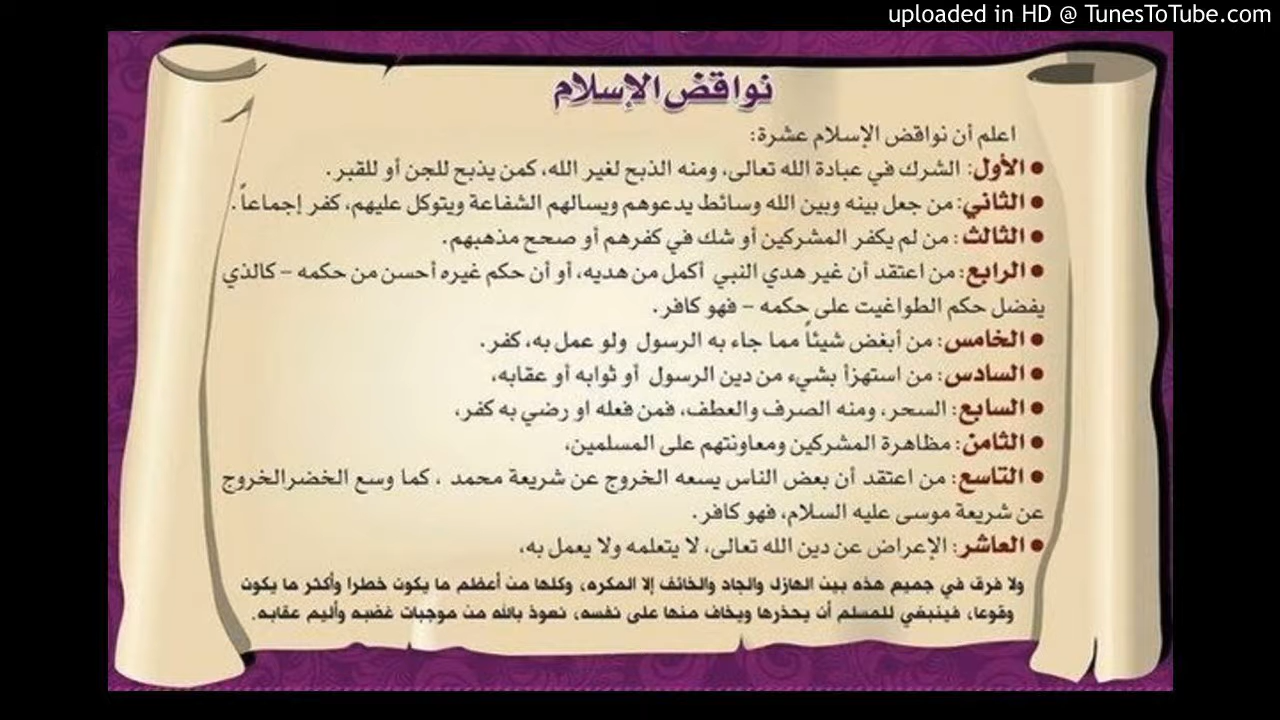 uploaded in HD @ TunesToTube.com
نواقض الإسلام
اعلم أن نواقض الإسلام عشرة:
● الأول: الشرك في عبادة الله تعالى، ومنه الذبح لغير الله، كمن يذبح للجن أو للقبر.
● الثاني: من جعل بينه وبين الله وسائط يدعوهم ويسالهم الشفاعة ويتوكل عليهم، كفر إجماعاً.
● الثالث: من لم يكفر المشركين أو شك في كفرهم أو صحح مذهبهم.
● الرابع: من اعتقد أن غير هدي النبي أكمل من هديه، أو أن حكم غيره أحسن من حكمه – كالذي
يفضل حكم الطواغيت على حكمه – فهو كافر.
● الخامس: من أبغض شيئاً مما جاء به الرسول ولو عمل به، كفر.
● السادس: من استهزأ بشيء من دين الرسول أو ثوابه أو عقابه،
● السابع: السحر، ومنه الصرف والعطف، فمن فعله او رضي به كفر،
● الثامن: مظاهرة المشركين ومعاونتهم على المسلمين،
● التاسع: من اعتقد أن بعض الناس يسعه الخروج عن شريعة محمد ، كما وسع الخضرالخروج
عن شريعة موسى عليه السلام، فهو كافر.
● العاشر: الإعراض عن دين الله تعالى، لا يتعلمه ولا يعمل به،
ولا فرق في جميع هذه بين الهازل والجاد والخائف إلا المكره، وكلها من أعظم ما يكون خطرا وأكثر ما يكون
وقوعا، فينبغي للمسلم أن يحذرها ويخاف منها على نفسه، نعوذ بالله من موجبات غضبه وأليم عقابه.